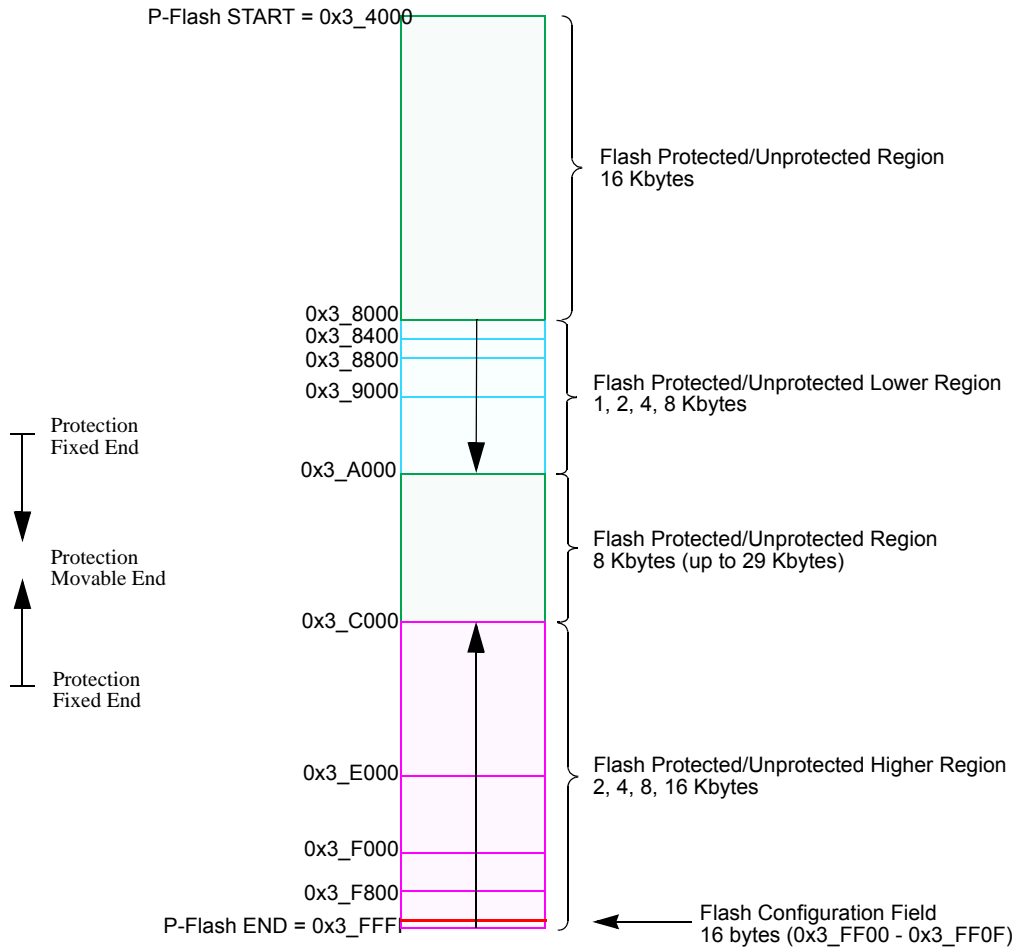 P-Flash START = 0x3_4000
Flash Protected/Unprotected Region
16 Kbytes
0x3_8000
0x3_8400
0x3_8800
0x3_9000
Flash Protected/Unprotected Lower Region
1, 2, 4, 8 Kbytes
Protection
Fixed End
0x3_A000
Protection
Movable End
Flash Protected/Unprotected Region
8 Kbytes (up to 29 Kbytes)
0x3_C000
Protection
Fixed End
0x3_E000
Flash Protected/Unprotected Higher Region
2, 4, 8, 16 Kbytes
0x3_F000
0x3_F800
P-Flash END = 0x3_FFF
Flash Configuration Field
16 bytes (0x3_FF00 - 0x3_FF0F)